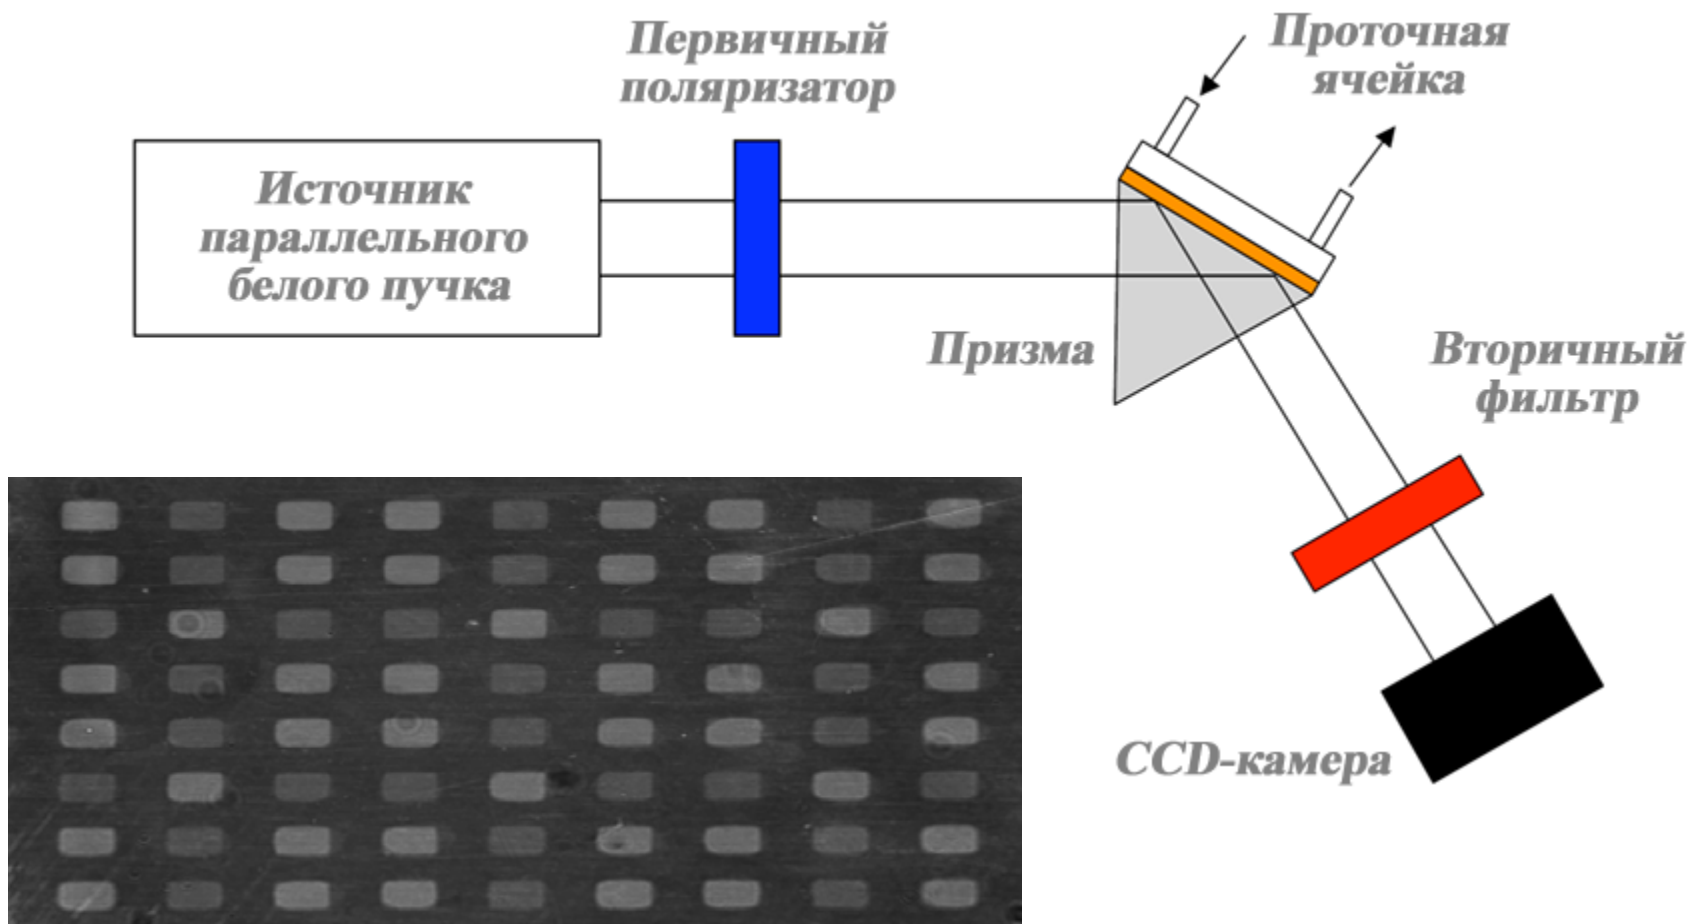 Первичный
поляризатор
Проточная
ячейка
Источник
параллельного
белого пучка
Призма
Вторичный
фильтр
CCD-камера